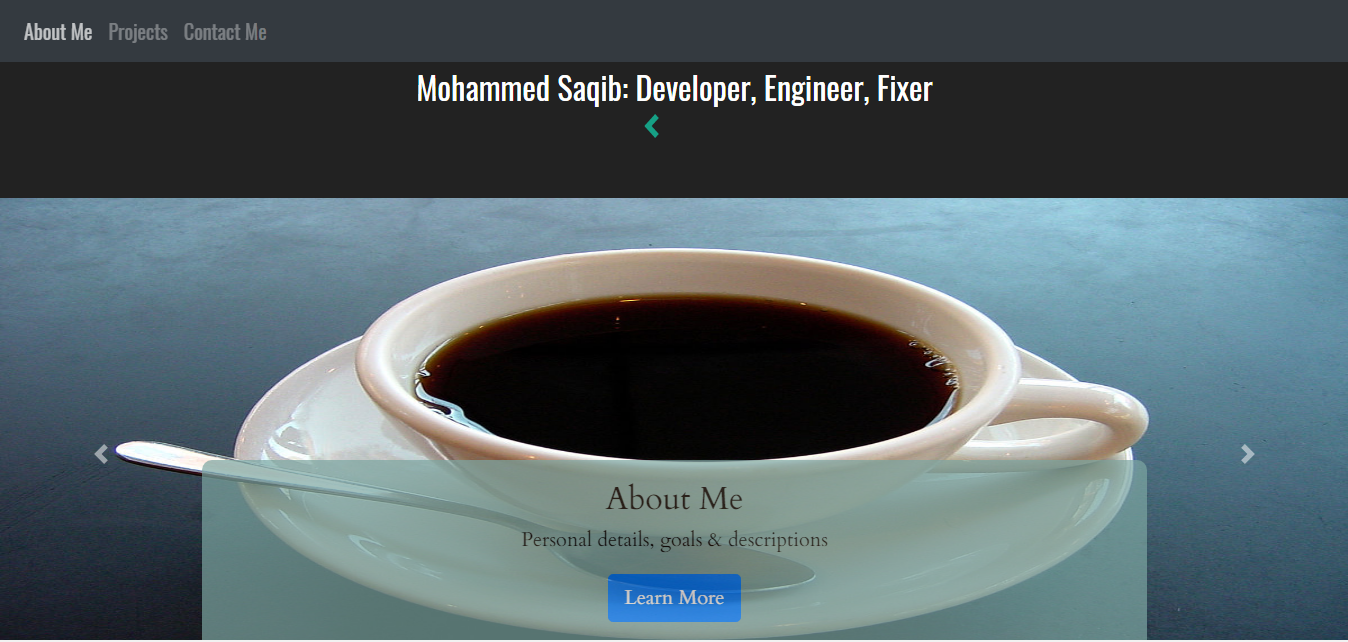 About Me Projects Contact Me
Mohammed Saqib: Developer, Engineer, Fixer
About Me
Personal details, goals & descriptions
Learn More